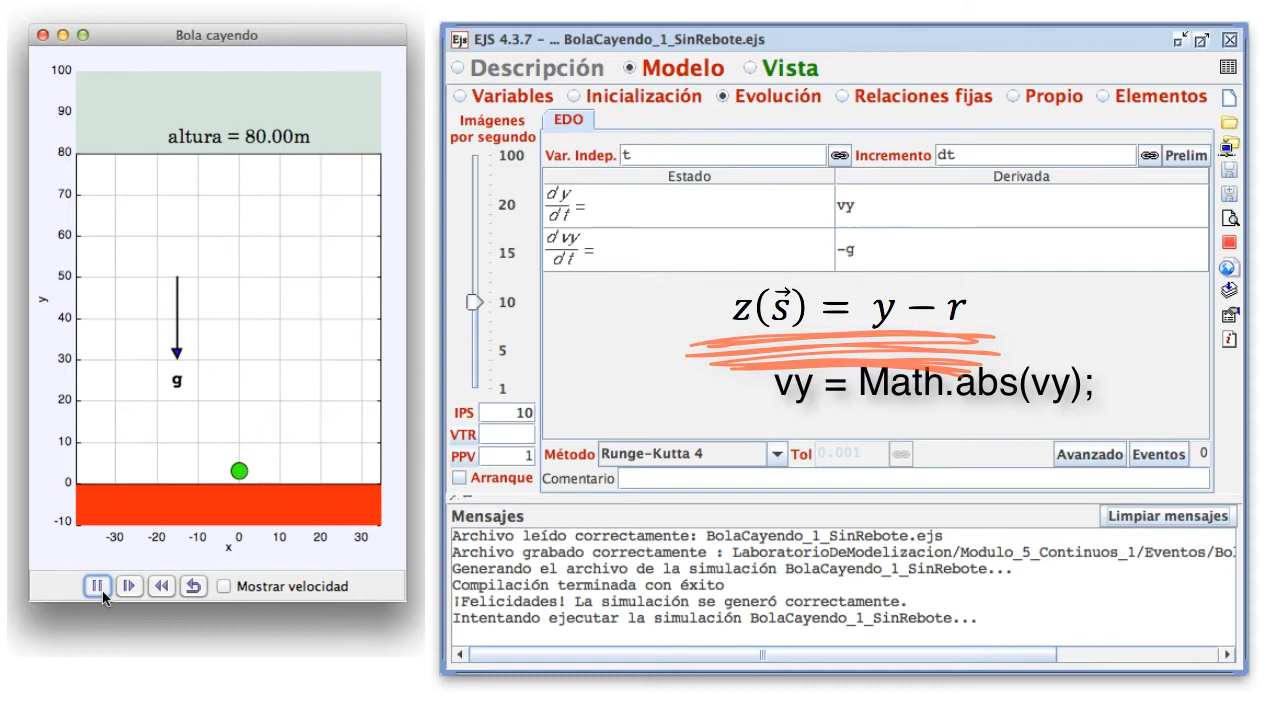 Bola cayendo
altura = 80.00m
100
90
80
70
60
50
40
30
20
10
0
-10
y
g
-30 -20 -10 0 10 20 30
x
Mostrar velocidad
Ejs EJS 4.3.7 - ... BolaCayendo_1_SinRebote.ejs
Descripción Modelo Vista
Variables Inicialización Evolución Relaciones fijas Propio Elementos
Imágenes
por segundo
100
20
15
10
5
1
IPS 10
VTR
PPV 1
Arranque
EDO
Var. Indep. t Incremento dt Prelim
Estado Derivada
d y
d t = vy
d vy
d t = -g
z(s⃗) = y − r
vy = Math.abs(vy);
Método Runge-Kutta 4 Tol 0.001 Avanzado Eventos 0
Comentario
Mensajes Limpiar mensajes
Archivo leído correctamente: BolaCayendo_1_SinRebote.ejs
Archivo grabado correctamente : LaboratorioDeModelizacion/Modulo_5_Continuos_1/Eventos/Bol
Generando el archivo de la simulación BolaCayendo_1_SinRebote...
Compilación terminada con éxito
¡Felicidades! La simulación se generó correctamente.
Intentando ejecutar la simulación BolaCayendo_1_SinRebote...